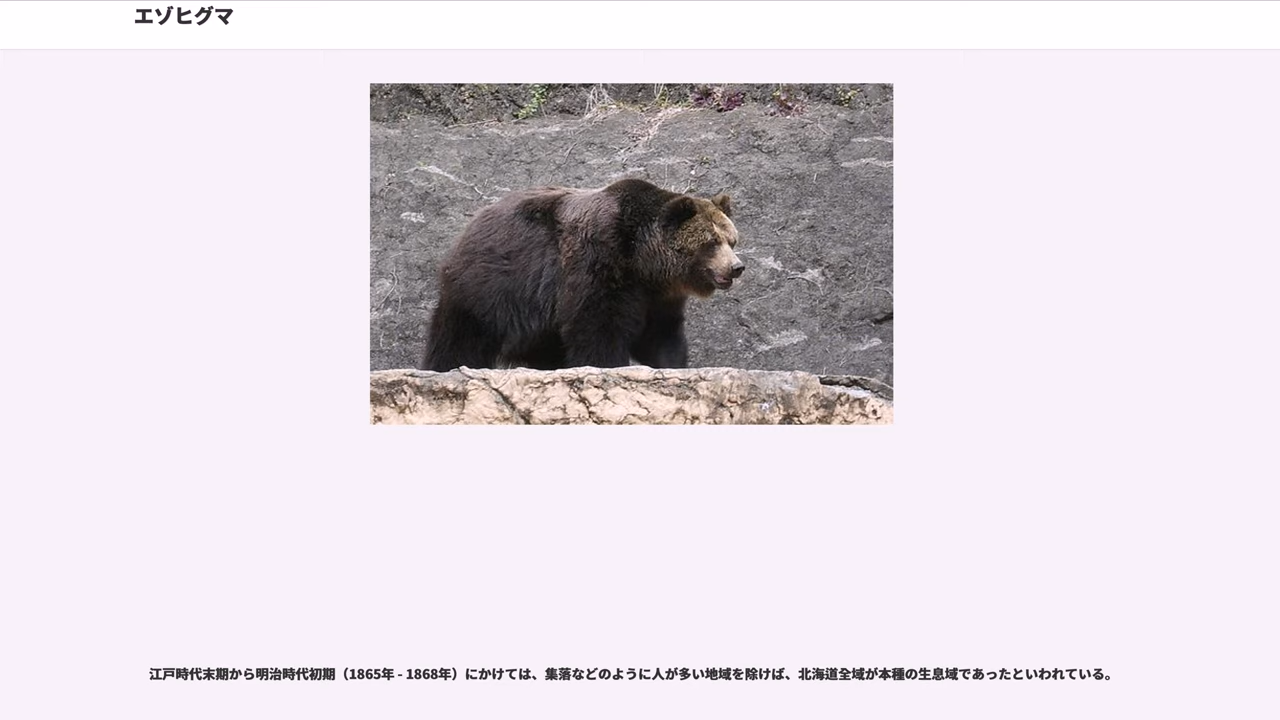 エゾヒグマ
江戸時代末期から明治時代初期（1865年 - 1868年）にかけては、集落などのように人が多い地域を除けば、北海道全域が本種の生息域であったといわれている。